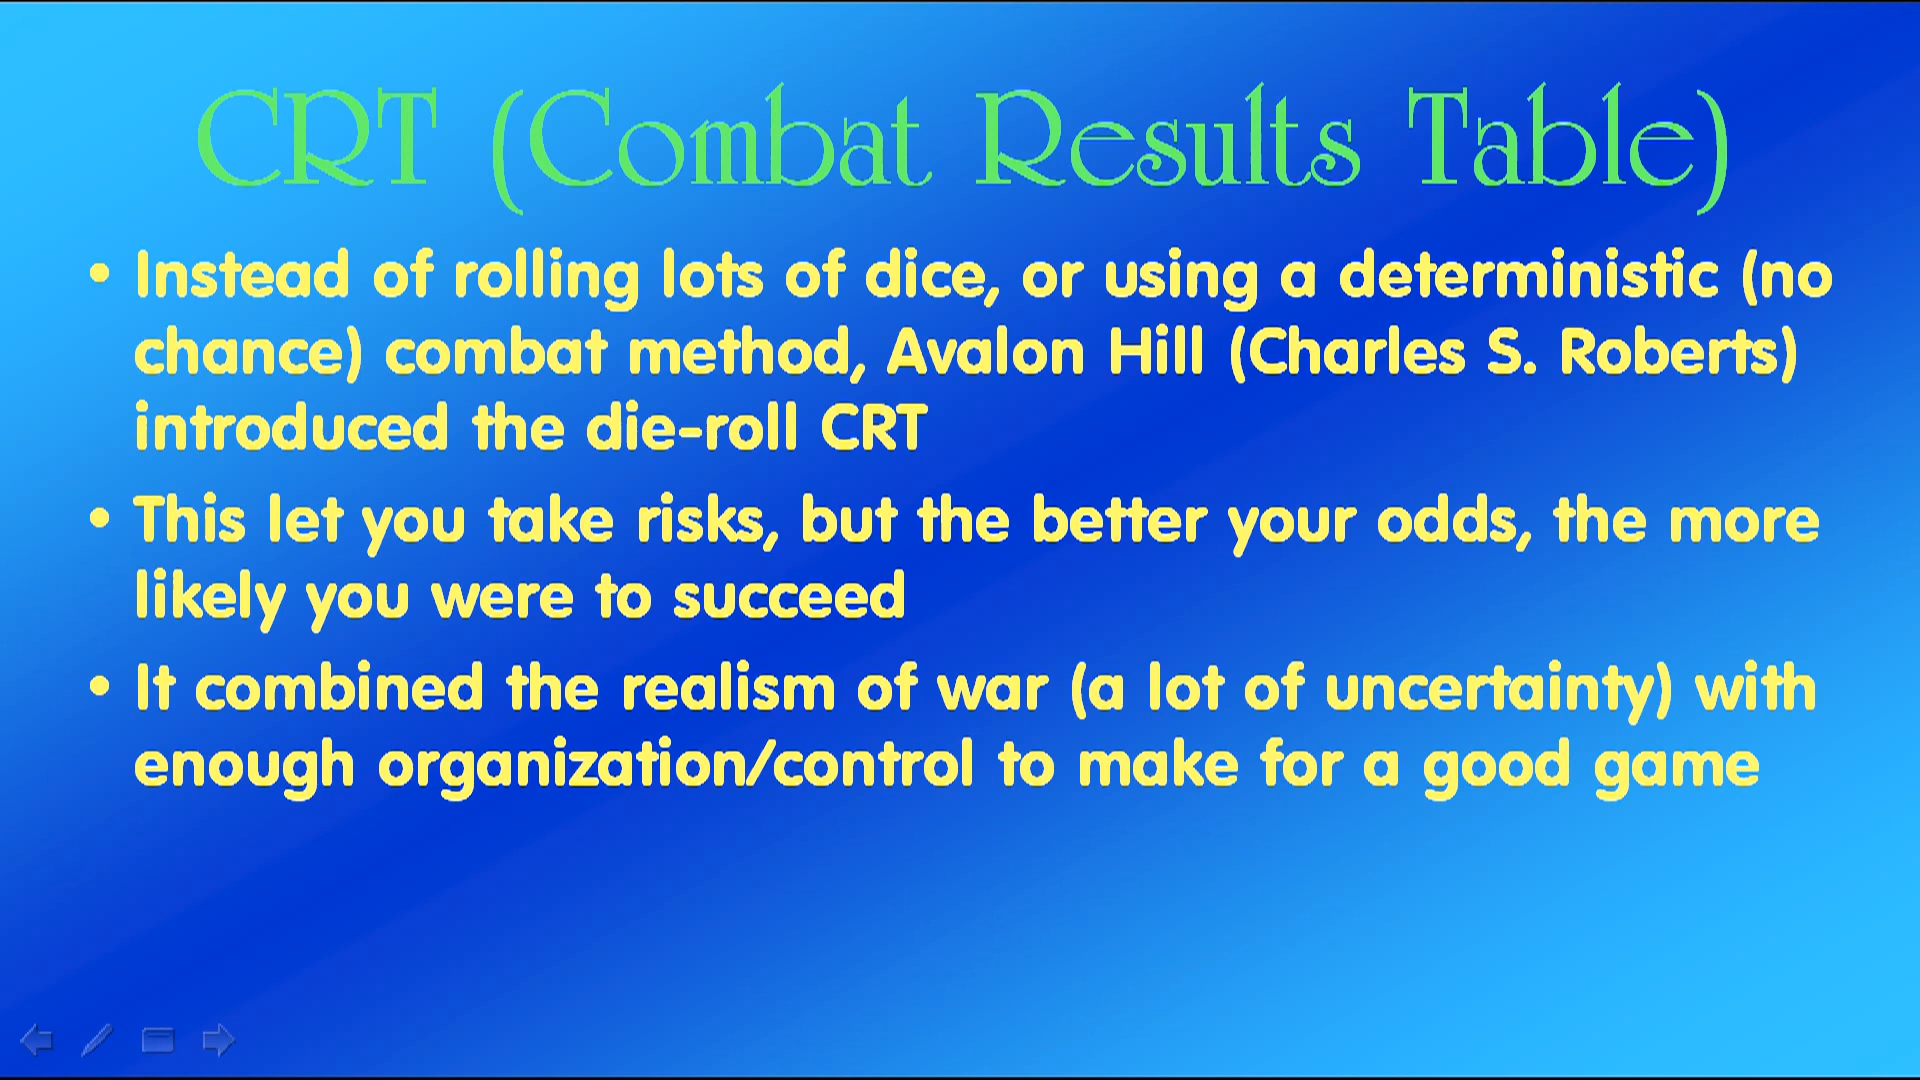 CRT (Combat Results Table)
• Instead of rolling lots of dice, or using a deterministic (no
chance) combat method, Avalon Hill (Charles S. Roberts)
introduced the die-roll CRT
• This let you take risks, but the better your odds, the more
likely you were to succeed
• It combined the realism of war (a lot of uncertainty) with
enough organization/control to make for a good game